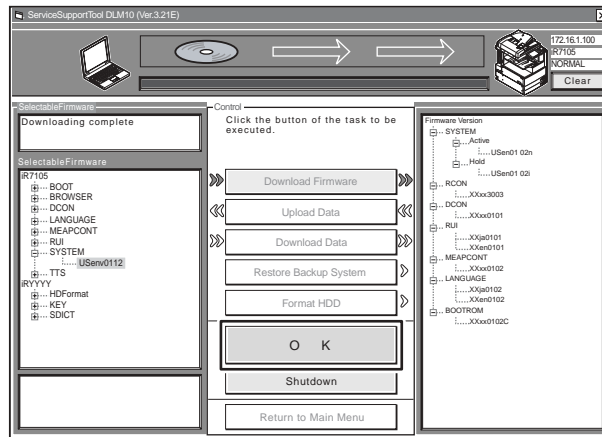 ServiceSupportTool DLM10 (Ver.3.21E)
172.16.1.100
iR7105
NORMAL
Clear
SelectableFirmware
Downloading complete
SelectableFirmware
iR7105
BOOT
BROWSER
DCON
LANGUAGE
MEAPCONT
RUI
SYSTEM
USenv0112
TTS
iRYYYY
HDFormat
KEY
SDICT
Control
Click the button of the task to be
executed.
Download Firmware
Upload Data
Download Data
Restore Backup System
Format HDD
O K
Shutdown
Return to Main Menu
Firmware Version
SYSTEM
Active
USen01 02n
Hold
USen01 02i
RCON
XXxx3003
DCON
XXxx0101
RUI
XXja0101
XXen0101
MEAPCONT
XXxx0102
LANGUAGE
XXja0102
XXen0102
BOOTROM
XXxx0102C